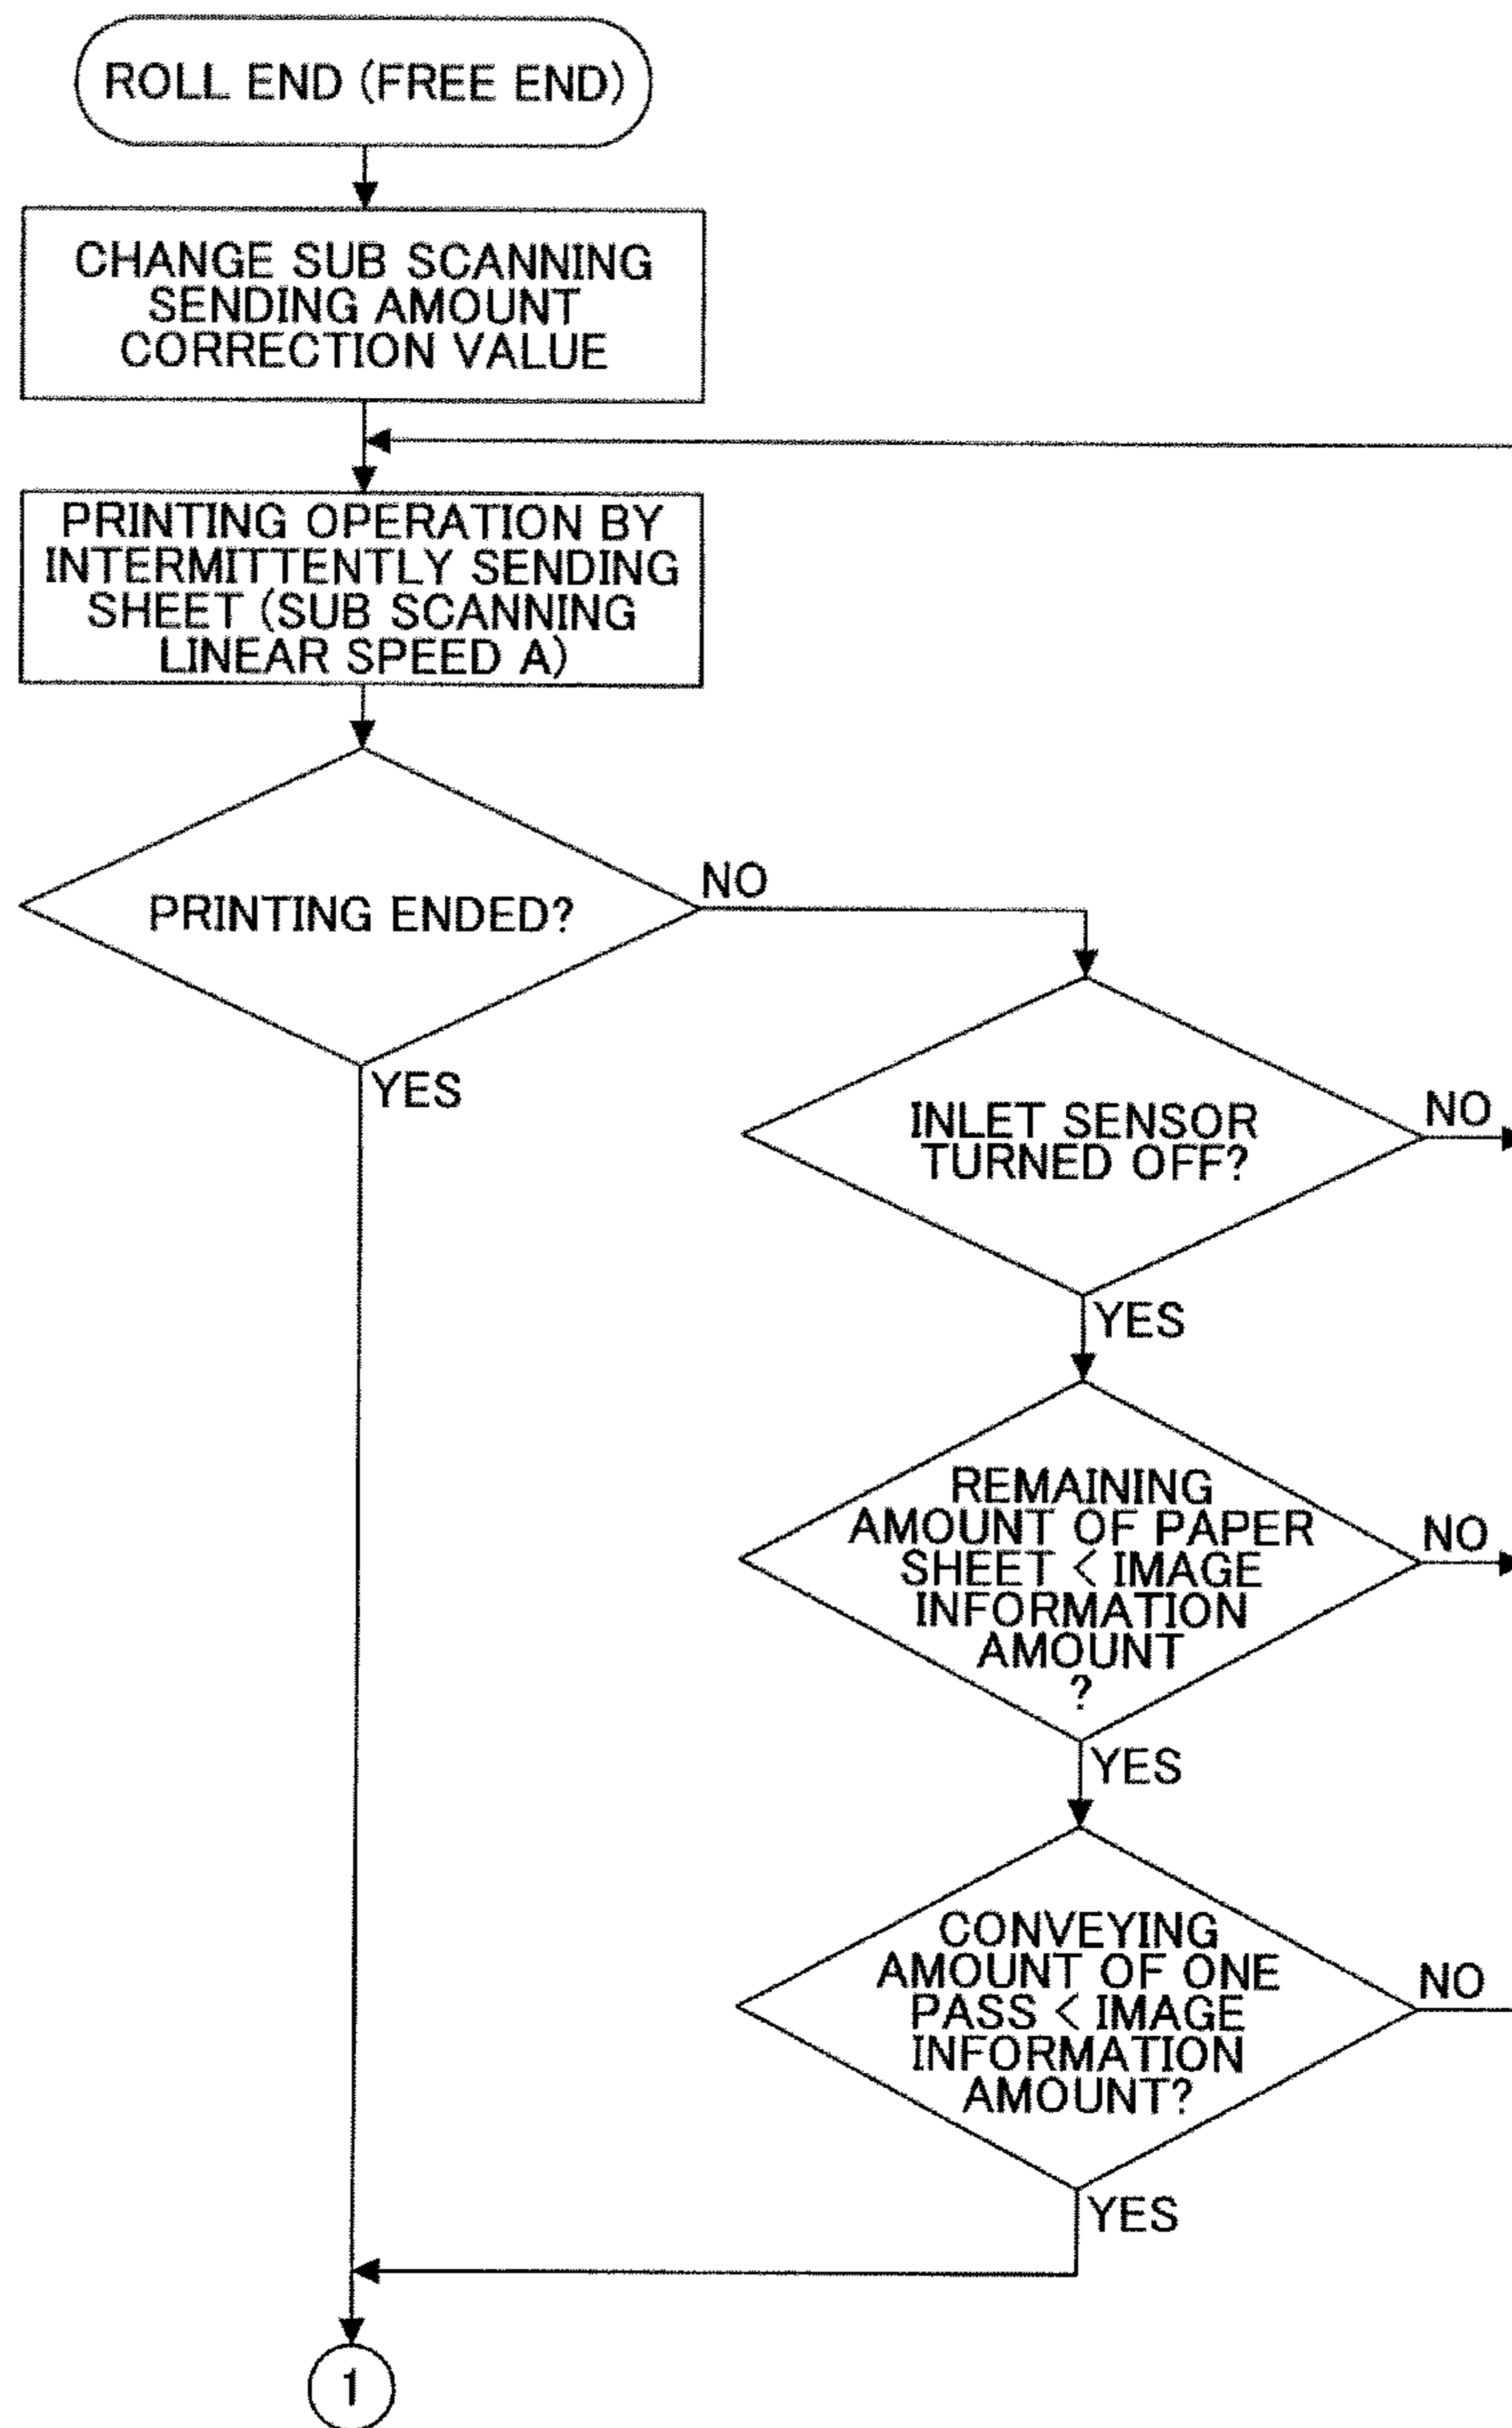 ROLL END (FREE END)
CHANGE SUB SCANNING
SENDING AMOUNT
CORRECTION VALUE
PRINTING OPERATION BY
INTERMITTENTLY SENDING
SHEET (SUB SCANNING
LINEAR SPEED A)
PRINTING ENDED?
NO
YES
INLET SENSOR
TURNED OFF?
NO
YES
REMAINING
AMOUNT OF PAPER
SHEET < IMAGE
INFORMATION
AMOUNT
?
NO
YES
CONVEYING
AMOUNT OF ONE
PASS < IMAGE
INFORMATION
AMOUNT?
NO
YES
1